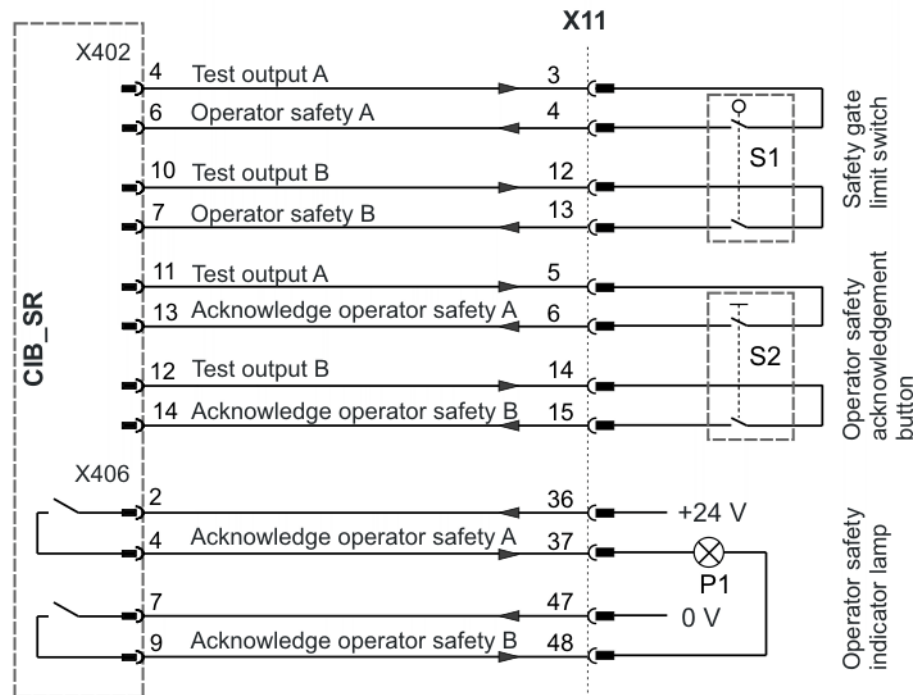 X11
X402
4 Test output A 3
6 Operator safety A 4
10 Test output B 12
7 Operator safety B 13
S1
Safety gate
limit switch
11 Test output A 5
13 Acknowledge operator safety A 6
12 Test output B 14
14 Acknowledge operator safety B 15
S2
Operator safety
acknowledgement
button
CIB_SR
X406
2 36 +24 V
4 Acknowledge operator safety A 37
P1
7 47 0 V
9 Acknowledge operator safety B 48
Operator safety
indicator lamp